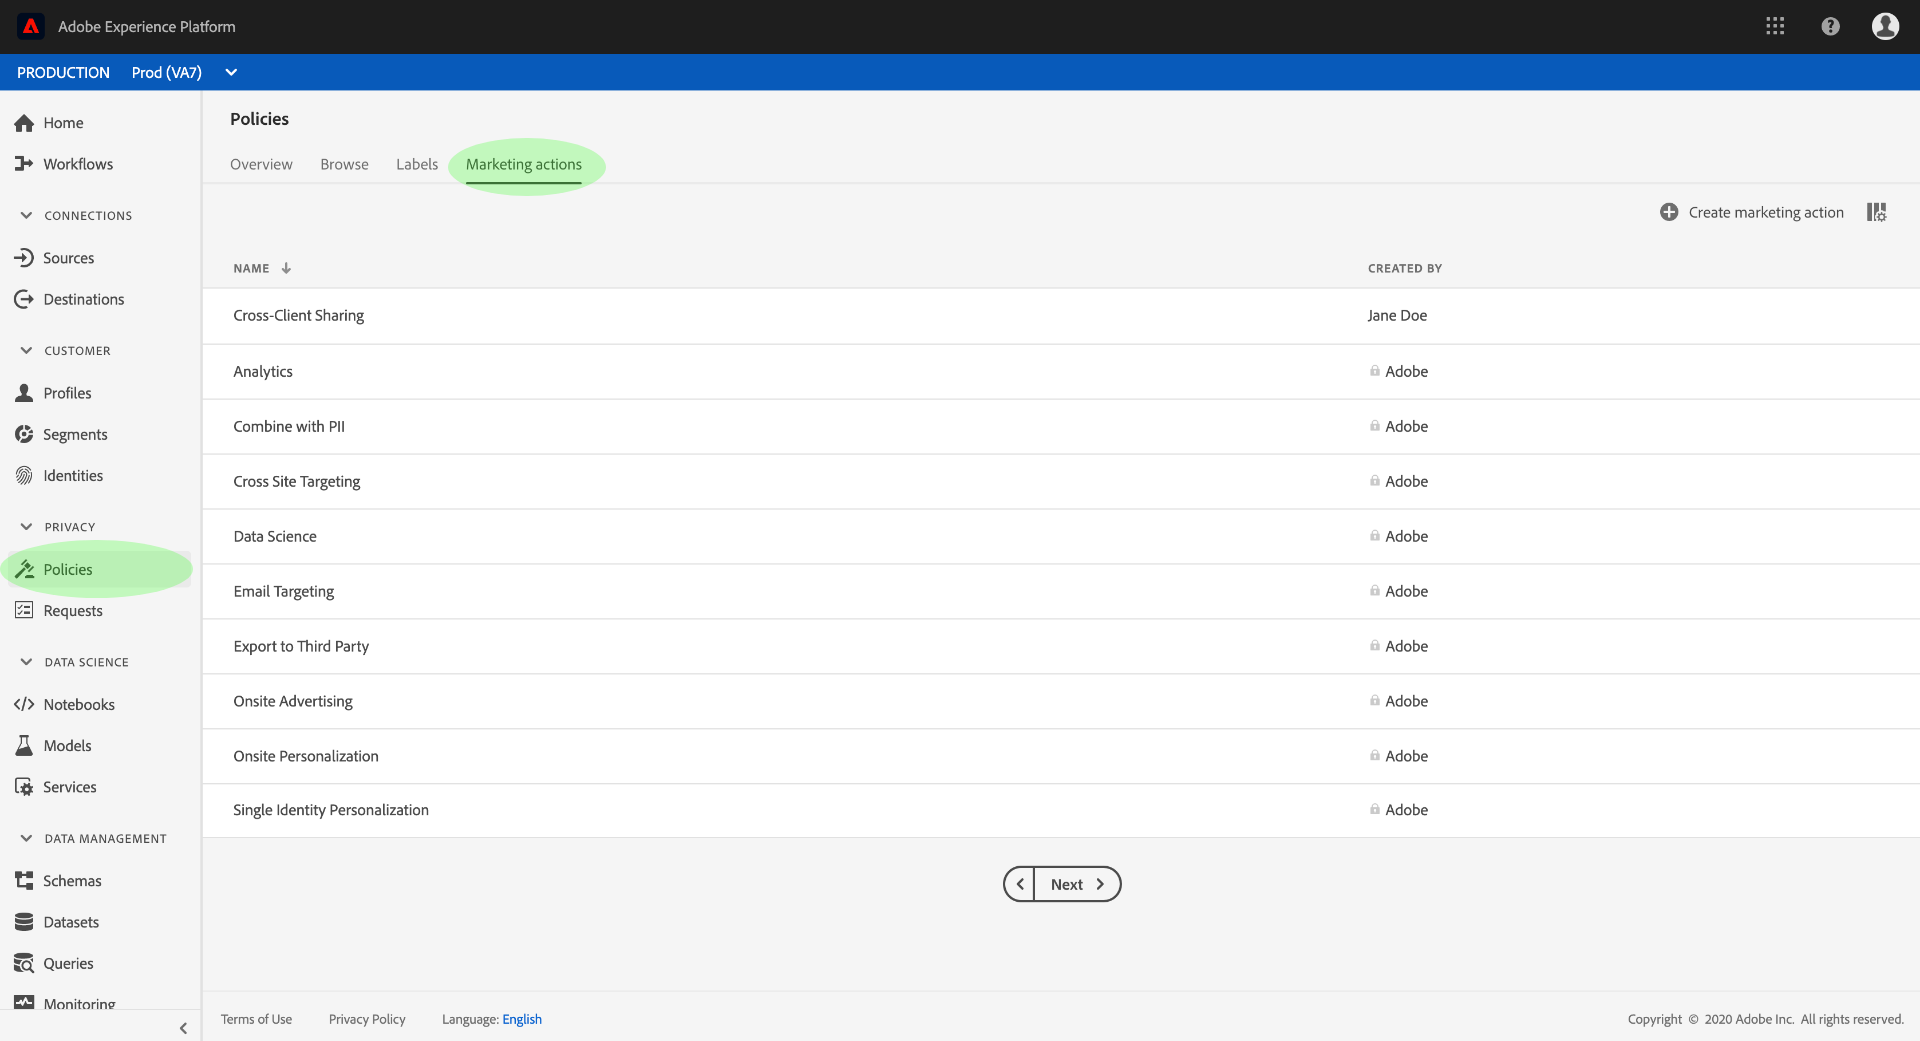 Adobe Experience Platform
PRODUCTION Prod (VA7)
Home
Workflows
CONNECTIONS
Sources
Destinations
CUSTOMER
Profiles
Segments
Identities
PRIVACY
Policies
Requests
DATA SCIENCE
Notebooks
Models
Services
DATA MANAGEMENT
Schemas
Datasets
Queries
Monitoring
Policies
Overview Browse Labels Marketing actions
Create marketing action
NAME CREATED BY
Cross-Client Sharing Jane Doe
Analytics Adobe
Combine with PII Adobe
Cross Site Targeting Adobe
Data Science Adobe
Email Targeting Adobe
Export to Third Party Adobe
Onsite Advertising Adobe
Onsite Personalization Adobe
Single Identity Personalization Adobe
Next
Terms of Use Privacy Policy Language: English Copyright © 2020 Adobe Inc. All rights reserved.